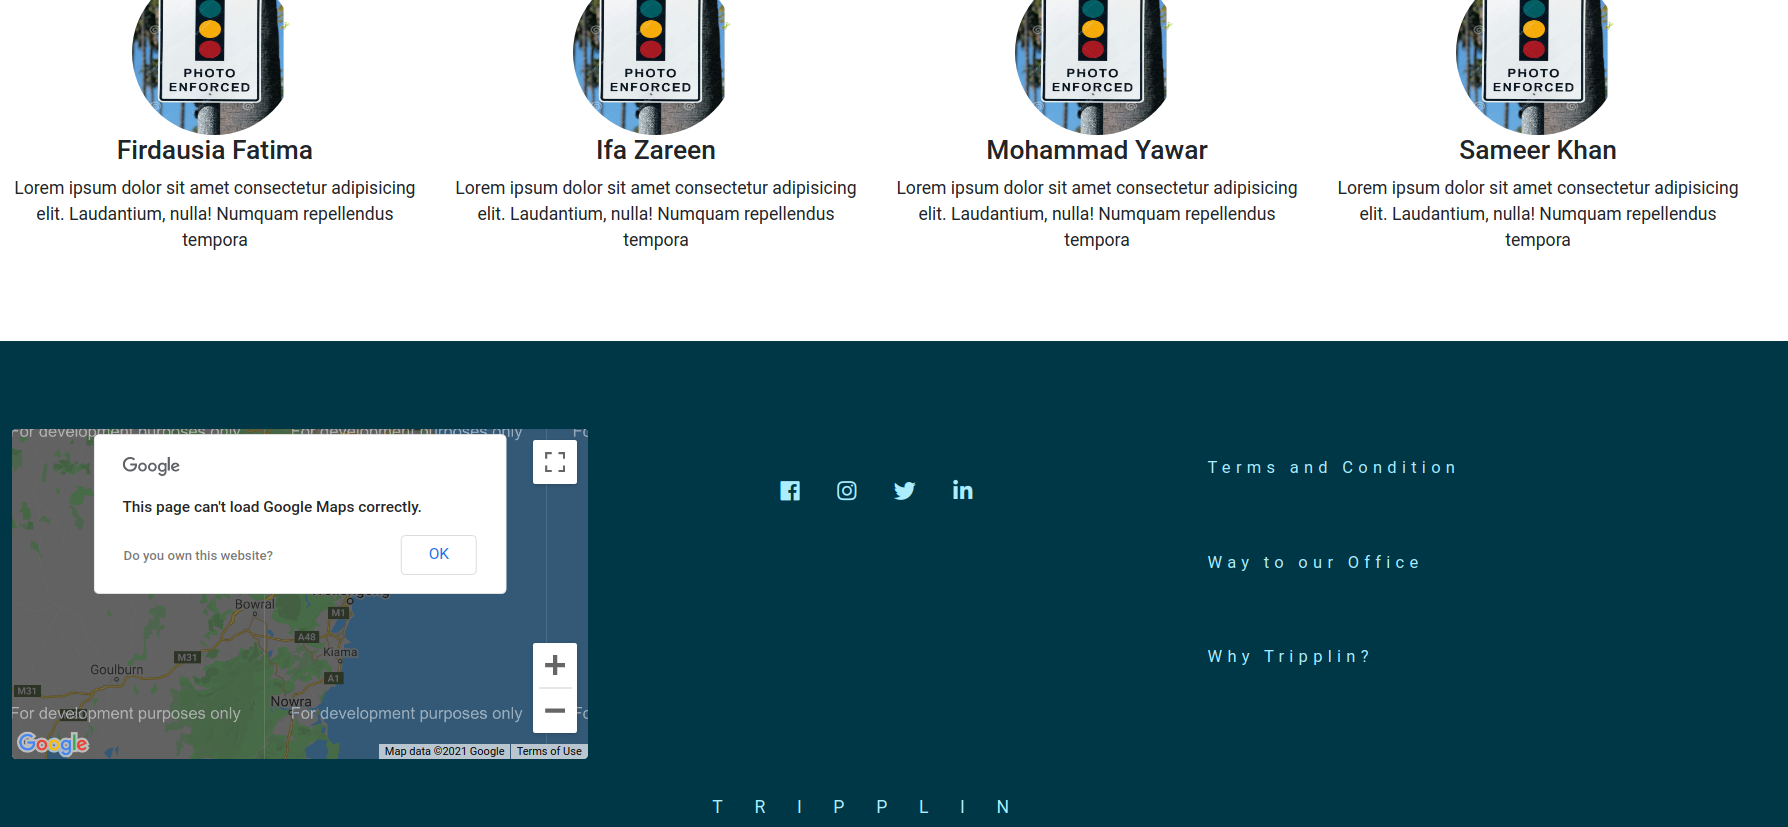 PHOTO
ENFORCED
PHOTO
ENFORCED
PHOTO
ENFORCED
PHOTO
ENFORCED
Firdausia Fatima
Lorem ipsum dolor sit amet consectetur adipisicing
elit. Laudantium, nulla! Numquam repellendus
tempora
Ifa Zareen
Lorem ipsum dolor sit amet consectetur adipisicing
elit. Laudantium, nulla! Numquam repellendus
tempora
Mohammad Yawar
Lorem ipsum dolor sit amet consectetur adipisicing
elit. Laudantium, nulla! Numquam repellendus
tempora
Sameer Khan
Lorem ipsum dolor sit amet consectetur adipisicing
elit. Laudantium, nulla! Numquam repellendus
tempora
For development purposes only
For development purposes only
Google
This page can't load Google Maps correctly.
Do you own this website?
OK
Bowral
M1
A48
Kiama
M31
Goulburn
A1
M31
Nowra
For development purposes only
For development purposes only
Google
Map data ©2021 Google
Terms of Use
Terms and Condition
Way to our Office
Why Tripplin?
TRIPPLIN